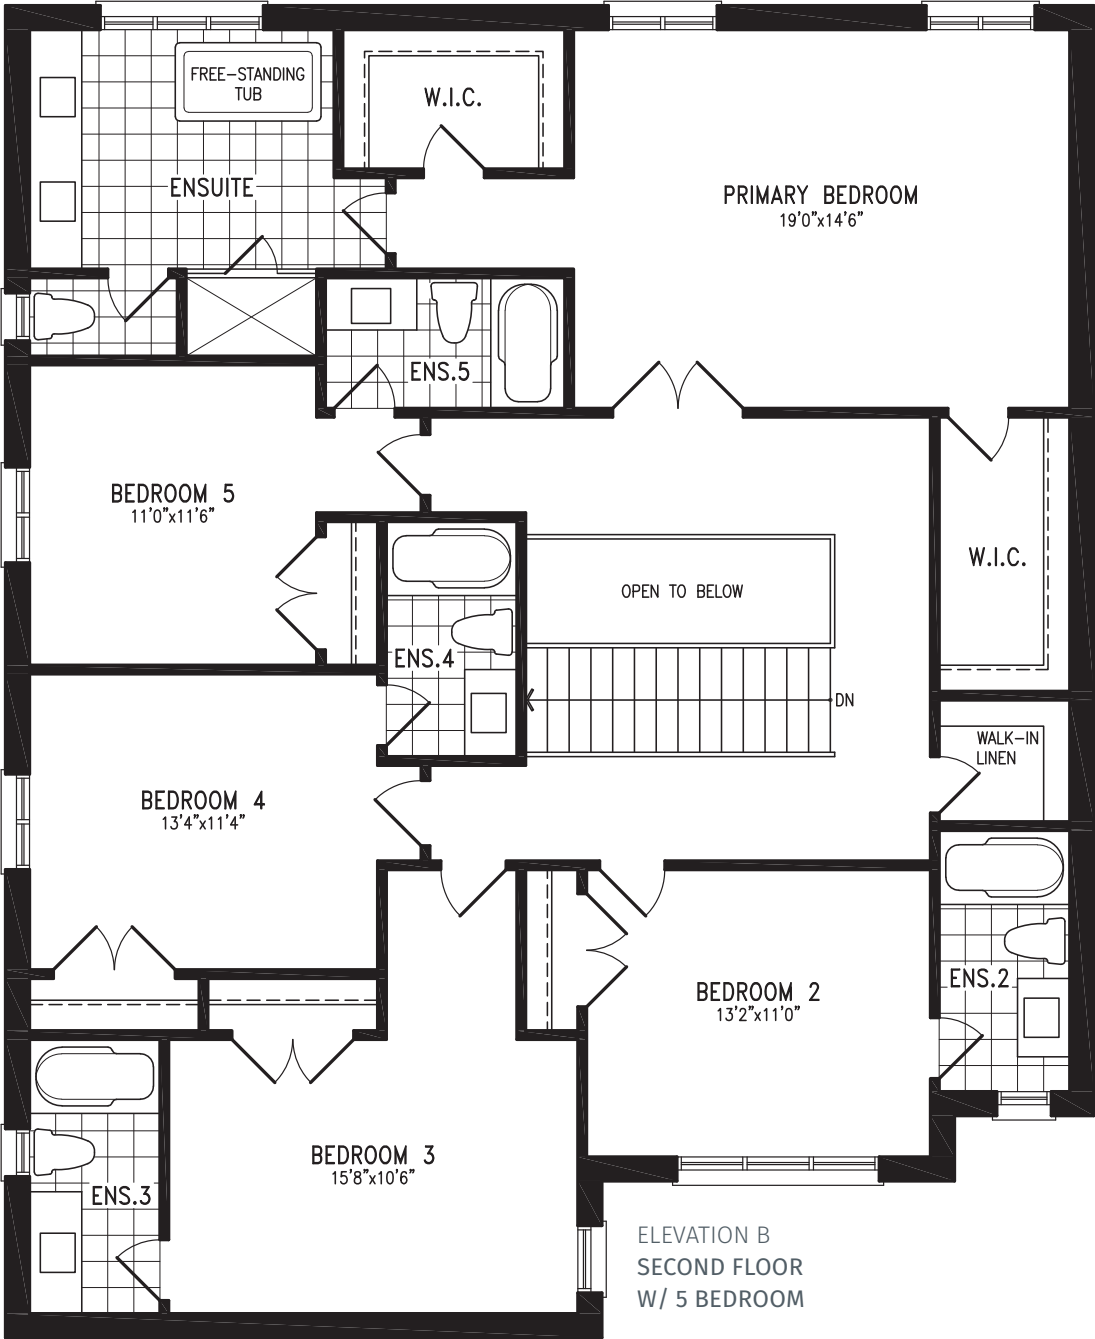 FREE-STANDING
TUB
W.I.C.
ENSUITE
PRIMARY BEDROOM
19'0"x14'6"
ENS.5
BEDROOM 5
11'0"x11'6"
W.I.C.
OPEN TO BELOW
ENS.4
DN
WALK-IN
LINEN
BEDROOM 4
13'4"x11'4"
ENS.2
BEDROOM 2
13'2"x11'0"
BEDROOM 3
15'8"x10'6"
ENS.3
ELEVATION B
SECOND FLOOR
W/ 5 BEDROOM